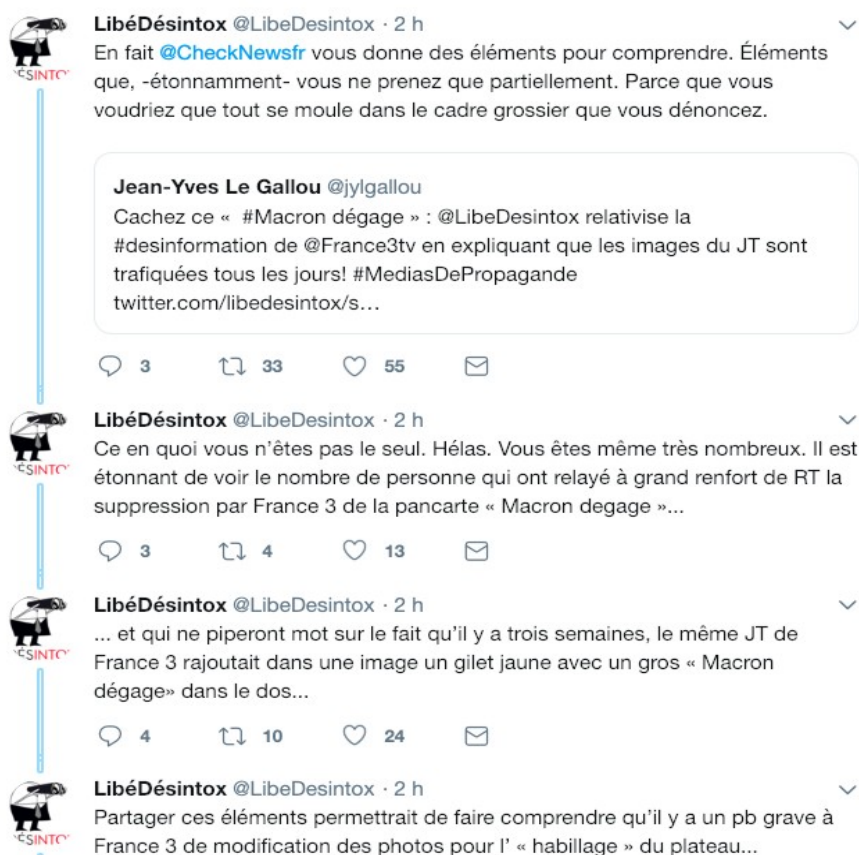 LibéDésintox @LibeDesintox · 2 h
En fait @CheckNewsfr vous donne des éléments pour comprendre. Éléments
que, -étonnamment- vous ne prenez que partiellement. Parce que vous
voudriez que tout se moule dans le cadre grossier que vous dénoncez.
Jean-Yves Le Gallou @jylgallou
Cachez ce « #Macron dégage » : @LibeDesintox relativise la
#desinformation de @France3tv en expliquant que les images du JT sont
trafiquées tous les jours! #MediasDePropagande
twitter.com/libedesintox/s...
3 33 55
LibéDésintox @LibeDesintox · 2 h
Ce en quoi vous n'êtes pas le seul. Hélas. Vous êtes même très nombreux. Il est
étonnant de voir le nombre de personne qui ont relayé à grand renfort de RT la
suppression par France 3 de la pancarte « Macron degage »...
3 4 13
LibéDésintox @LibeDesintox · 2 h
... et qui ne piperont mot sur le fait qu'il y a trois semaines, le même JT de
France 3 rajoutait dans une image un gilet jaune avec un gros « Macron
dégage» dans le dos...
4 10 24
LibéDésintox @LibeDesintox · 2 h
Partager ces éléments permettrait de faire comprendre qu'il y a un pb grave à
France 3 de modification des photos pour l' « habillage » du plateau...